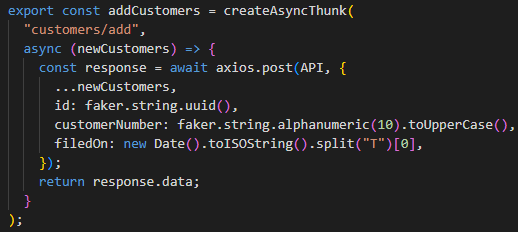 export const addCustomers = createAsyncThunk(
  "customers/add",
  async (newCustomers) => {
    const response = await axios.post(API, {
      ...newCustomers,
      id: faker.string.uuid(),
      customerNumber: faker.string.alphanumeric(10).toUpperCase(),
      filedOn: new Date().toISOString().split("T")[0],
    });
    return response.data;
  }
);